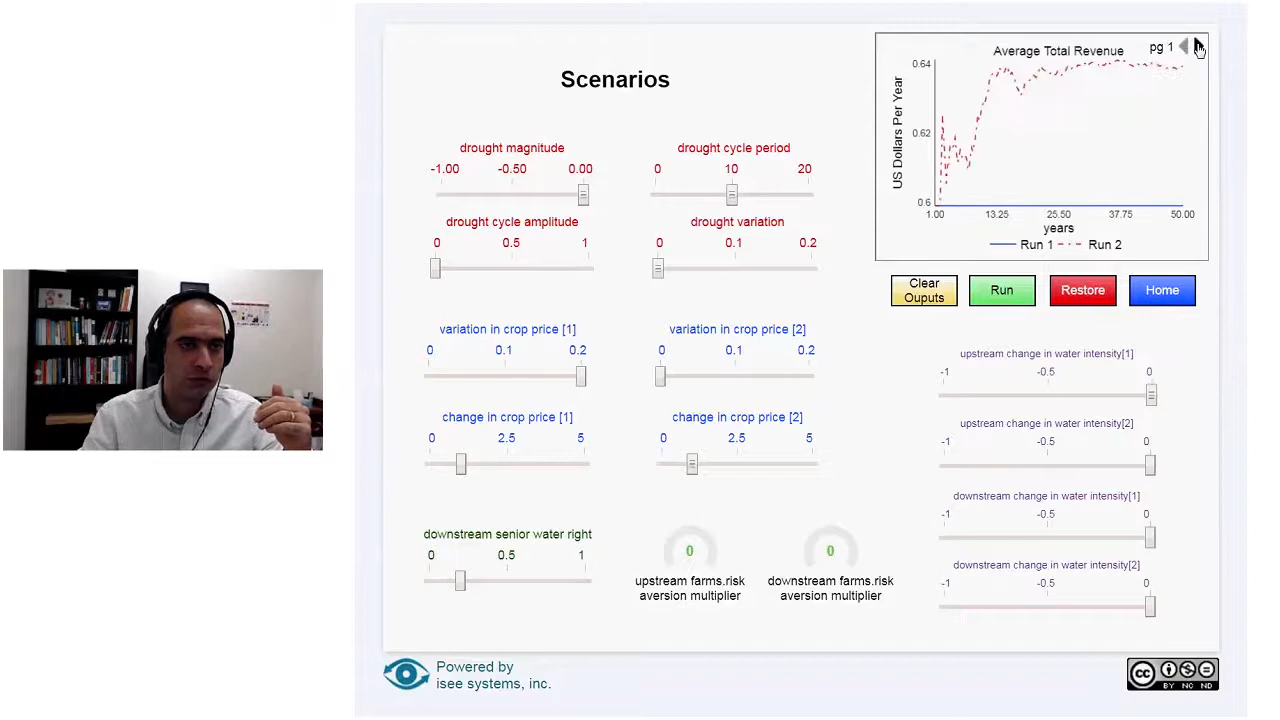 Scenarios
drought magnitude
-1.00 -0.50 0.00
drought cycle period
0 10 20
drought cycle amplitude
0 0.5 1
drought variation
0 0.1 0.2
variation in crop price [1]
0 0.1 0.2
variation in crop price [2]
0 0.1 0.2
change in crop price [1]
0 2.5 5
change in crop price [2]
0 2.5 5
downstream senior water right
0 0.5 1
0
upstream farms.risk
aversion multiplier
0
downstream farms.risk
aversion multiplier
pg 1
Average Total Revenue
US Dollars Per Year
0.64
0.62
0.6
1.00 13.25 25.50 37.75 50.00
years
Run 1 Run 2
Clear
Ouputs
Run
Restore
Home
upstream change in water intensity[1]
-1 -0.5 0
upstream change in water intensity[2]
-1 -0.5 0
downstream change in water intensity[1]
-1 -0.5 0
downstream change in water intensity[2]
-1 -0.5 0
Powered by
isee systems, inc.
cc
BY NC ND